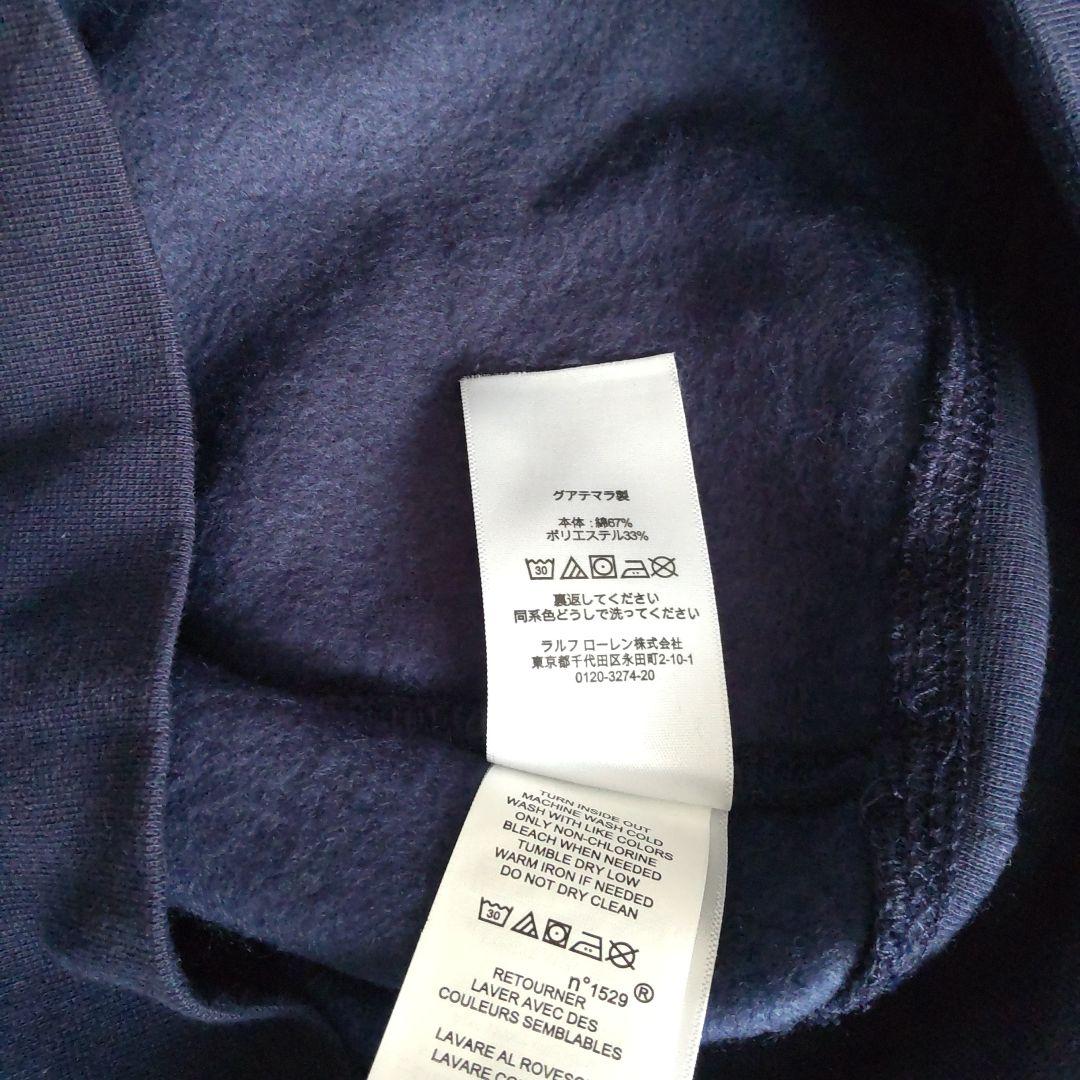 グアテマラ製
本体 : 綿67%
ポリエステル33%
30
裏返してください
同系色どうしで洗ってください
ラルフ ローレン株式会社
東京都千代田区永田町2-10-1
0120-3274-20
TURN INSIDE OUT
MACHINE WASH COLD
WASH WITH LIKE COLORS
ONLY NON-CHLORINE
BLEACH WHEN NEEDED
TUMBLE DRY LOW
WARM IRON IF NEEDED
DO NOT DRY CLEAN
30
n°1529 ®
RETOURNER
LAVER AVEC DES
COULEURS SEMBLABLES
LAVARE AL ROVESC
LAVARE